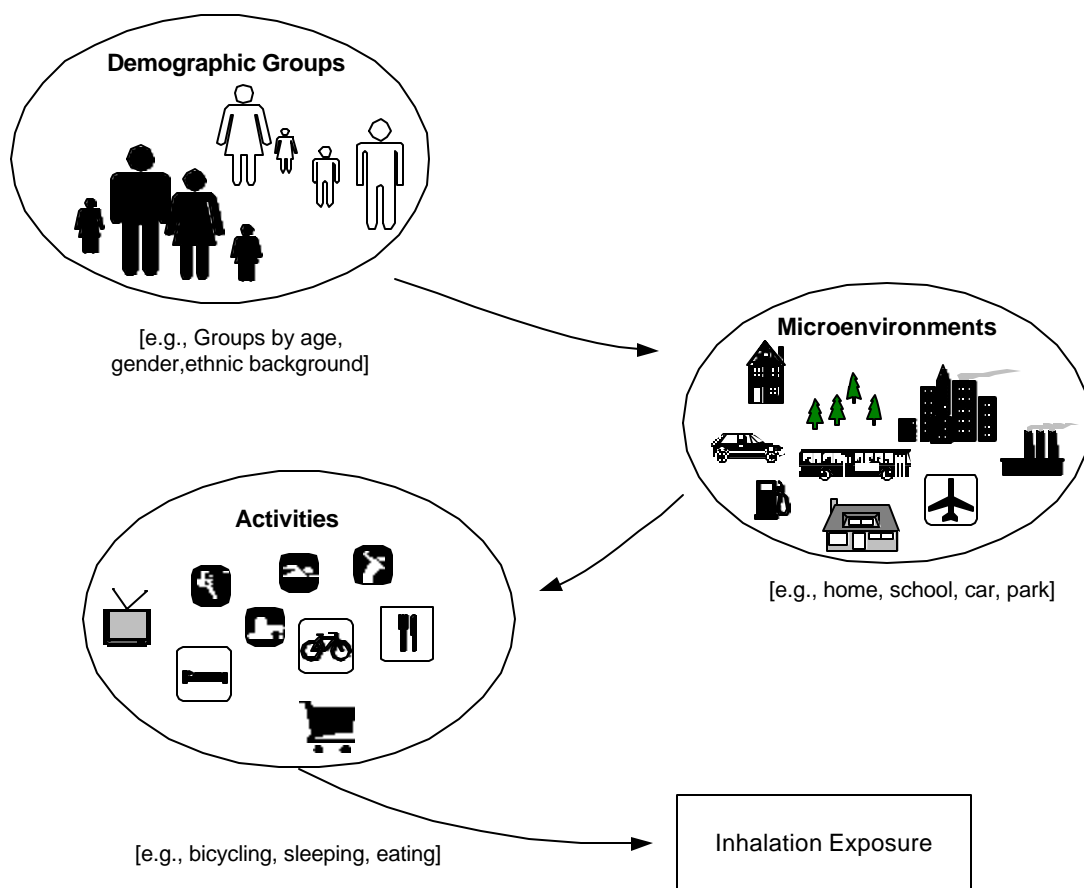 Demographic Groups
[e.g., Groups by age,
gender,ethnic background]
Microenvironments
[e.g., home, school, car, park]
Activities
[e.g., bicycling, sleeping, eating]
Inhalation Exposure